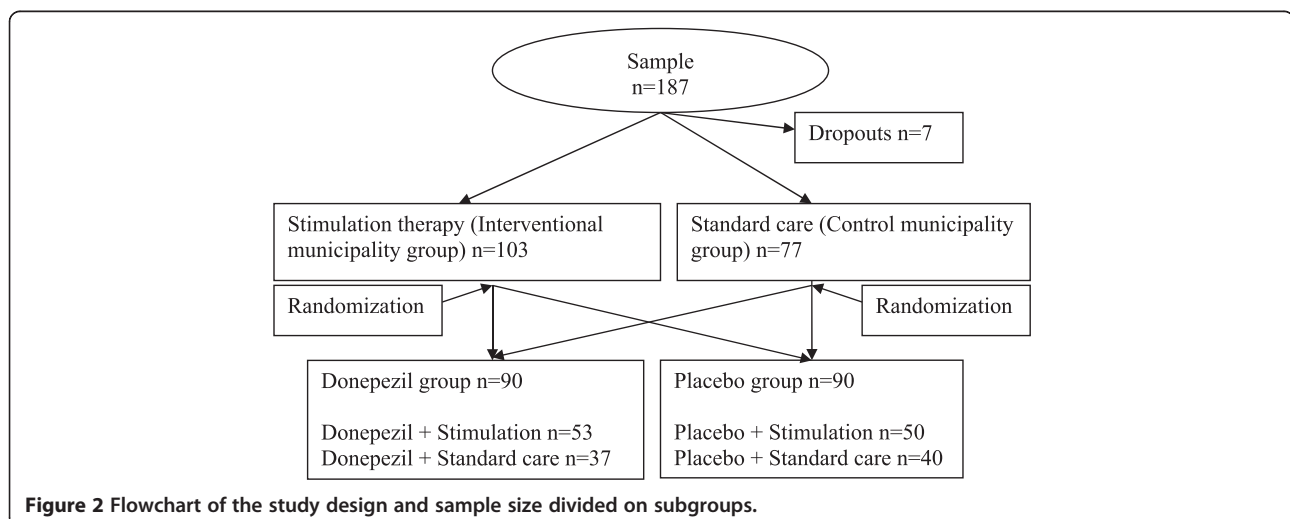 Sample
n=187
Dropouts n=7
Stimulation therapy (Interventional
municipality group) n=103
Standard care (Control municipality
group) n=77
Randomization
Randomization
Donepezil group n=90
Donepezil + Stimulation n=53
Donepezil + Standard care n=37
Placebo group n=90
Placebo + Stimulation n=50
Placebo + Standard care n=40
Figure 2 Flowchart of the study design and sample size divided on subgroups.